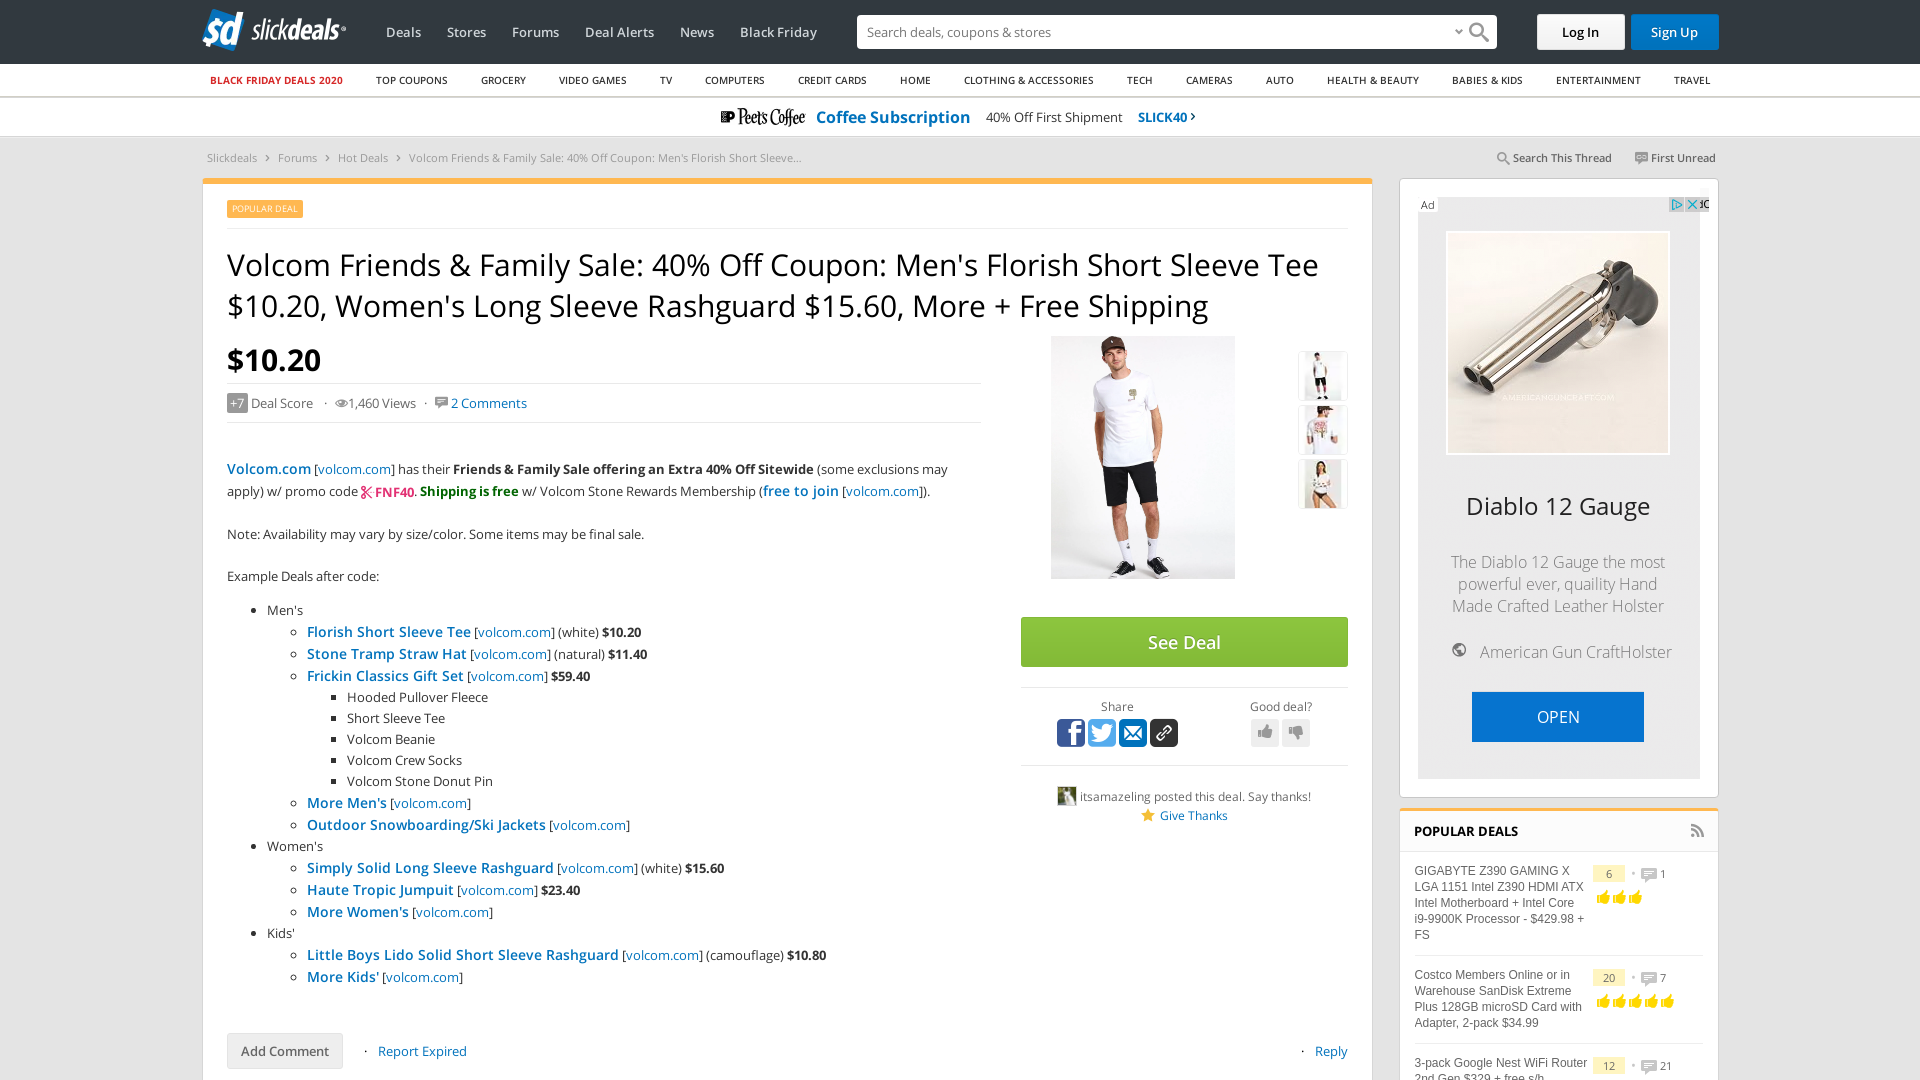 slickdeals
Deals Stores Forums Deal Alerts News Black Friday
Search deals, coupons & stores
Log In Sign Up
BLACK FRIDAY DEALS 2020 TOP COUPONS GROCERY VIDEO GAMES TV COMPUTERS CREDIT CARDS HOME CLOTHING & ACCESSORIES TECH CAMERAS AUTO HEALTH & BEAUTY BABIES & KIDS ENTERTAINMENT TRAVEL
Peet's Coffee Coffee Subscription 40% Off First Shipment SLICK40
Slickdeals › Forums › Hot Deals › Volcom Friends & Family Sale: 40% Off Coupon: Men's Florish Short Sleeve...
Search This Thread First Unread
POPULAR DEAL
Volcom Friends & Family Sale: 40% Off Coupon: Men's Florish Short Sleeve Tee
$10.20, Women's Long Sleeve Rashguard $15.60, More + Free Shipping
$10.20
+7 Deal Score · 1,460 Views · 2 Comments
Volcom.com [volcom.com] has their Friends & Family Sale offering an Extra 40% Off Sitewide (some exclusions may
apply) w/ promo code FNF40. Shipping is free w/ Volcom Stone Rewards Membership (free to join [volcom.com]).
Note: Availability may vary by size/color. Some items may be final sale.
Example Deals after code:
Men's
Florish Short Sleeve Tee [volcom.com] (white) $10.20
Stone Tramp Straw Hat [volcom.com] (natural) $11.40
Frickin Classics Gift Set [volcom.com] $59.40
Hooded Pullover Fleece
Short Sleeve Tee
Volcom Beanie
Volcom Crew Socks
Volcom Stone Donut Pin
More Men's [volcom.com]
Outdoor Snowboarding/Ski Jackets [volcom.com]
Women's
Simply Solid Long Sleeve Rashguard [volcom.com] (white) $15.60
Haute Tropic Jumpuit [volcom.com] $23.40
More Women's [volcom.com]
Kids'
Little Boys Lido Solid Short Sleeve Rashguard [volcom.com] (camouflage) $10.80
More Kids' [volcom.com]
Add Comment · Report Expired
· Reply
See Deal
Share
Good deal?
itsamazeling posted this deal. Say thanks!
Give Thanks
Ad
AMERICANGUNCRAFT.COM
Diablo 12 Gauge
The Diablo 12 Gauge the most
powerful ever, quaility Hand
Made Crafted Leather Holster
American Gun CraftHolster
OPEN
POPULAR DEALS
GIGABYTE Z390 GAMING X
LGA 1151 Intel Z390 HDMI ATX
Intel Motherboard + Intel Core
i9-9900K Processor - $429.98 +
FS
6 • 1
Costco Members Online or in
Warehouse SanDisk Extreme
Plus 128GB microSD Card with
Adapter, 2-pack $34.99
20 • 7
3-pack Google Nest WiFi Router
2nd Gen $329 + free s/h
12 • 21